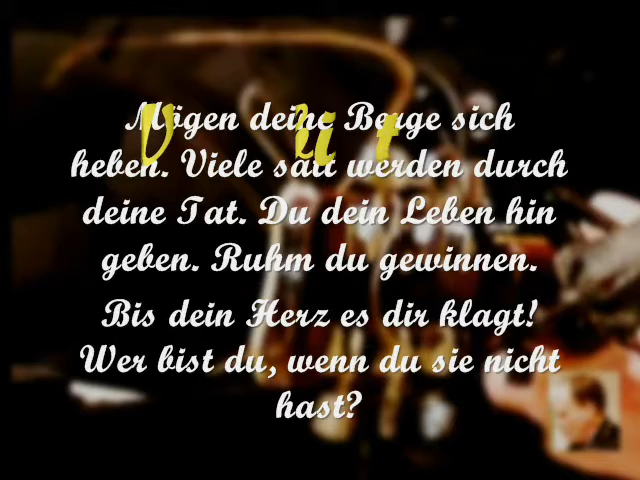 Mögen deine Berge sich
heben. Viele satt werden durch
deine Tat. Du dein Leben hin
geben. Ruhm du gewinnen.
Bis dein Herz es dir klagt!
Wer bist du, wenn du sie nicht
hast?